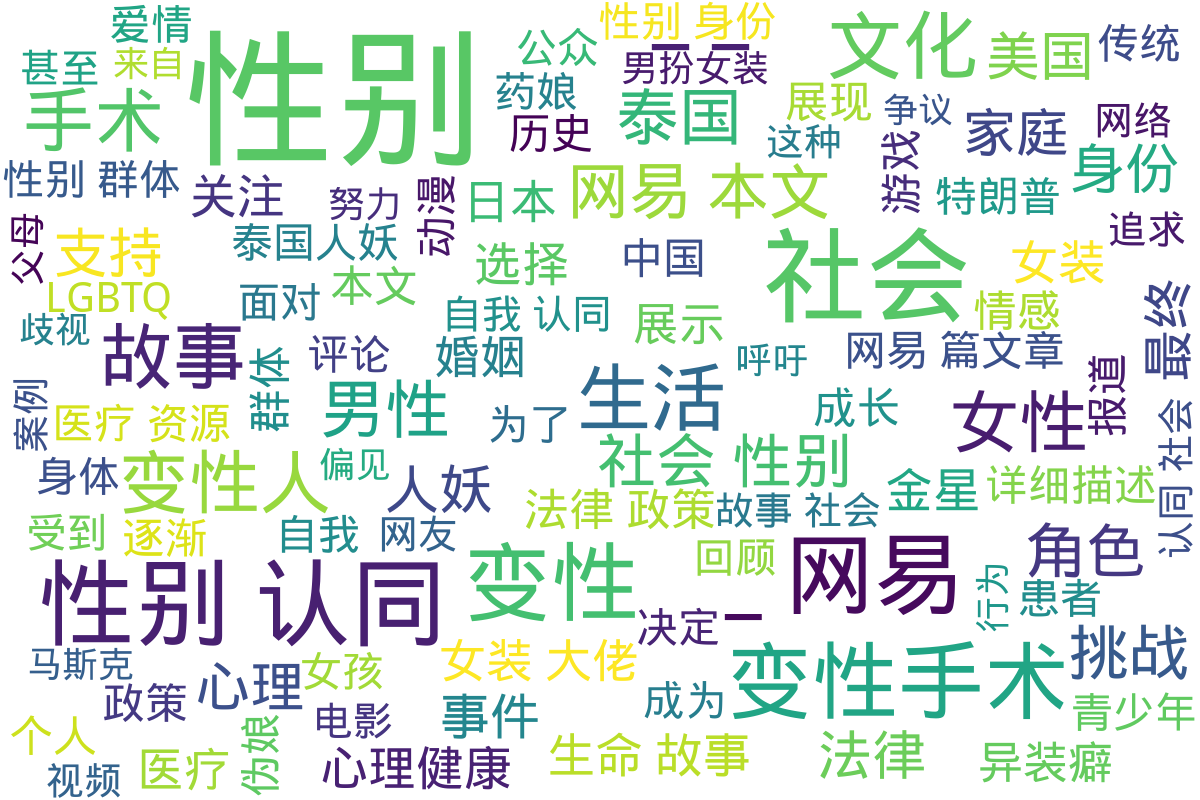 爱情
性别
性别 身份
文化
传统
公众
美国
甚至
来自
男扮女装
药娘
手术
泰国
展现
争议
网络
历史
这种
家庭
游戏
身份
性别 群体
关注
努力
动漫
日本
网易 本文
特朗普
父母
支持
泰国人妖
选择
中国
社会
追求
女装
LGBTQ
面对
本文
自我 认同
展示
情感
最终
歧视
故事
评论
婚姻
呼吁
网易 篇文章
群体
男性
为了
生活
成长
女性
报道
案例
医疗 资源
社会 性别
认同 社会
身体
变性人
偏见
人妖
金星
详细描述
法律 政策
故事 社会
受到
逐渐
自我
网友
回顾
网易
角色
性别 认同
变性
行为
患者
决定
一
马斯克
心理
女孩
女装 大佬
变性手术
挑战
政策
电影
事件
成为
青少年
个人
伪娘
生命 故事
法律
异装癖
视频
医疗
心理健康